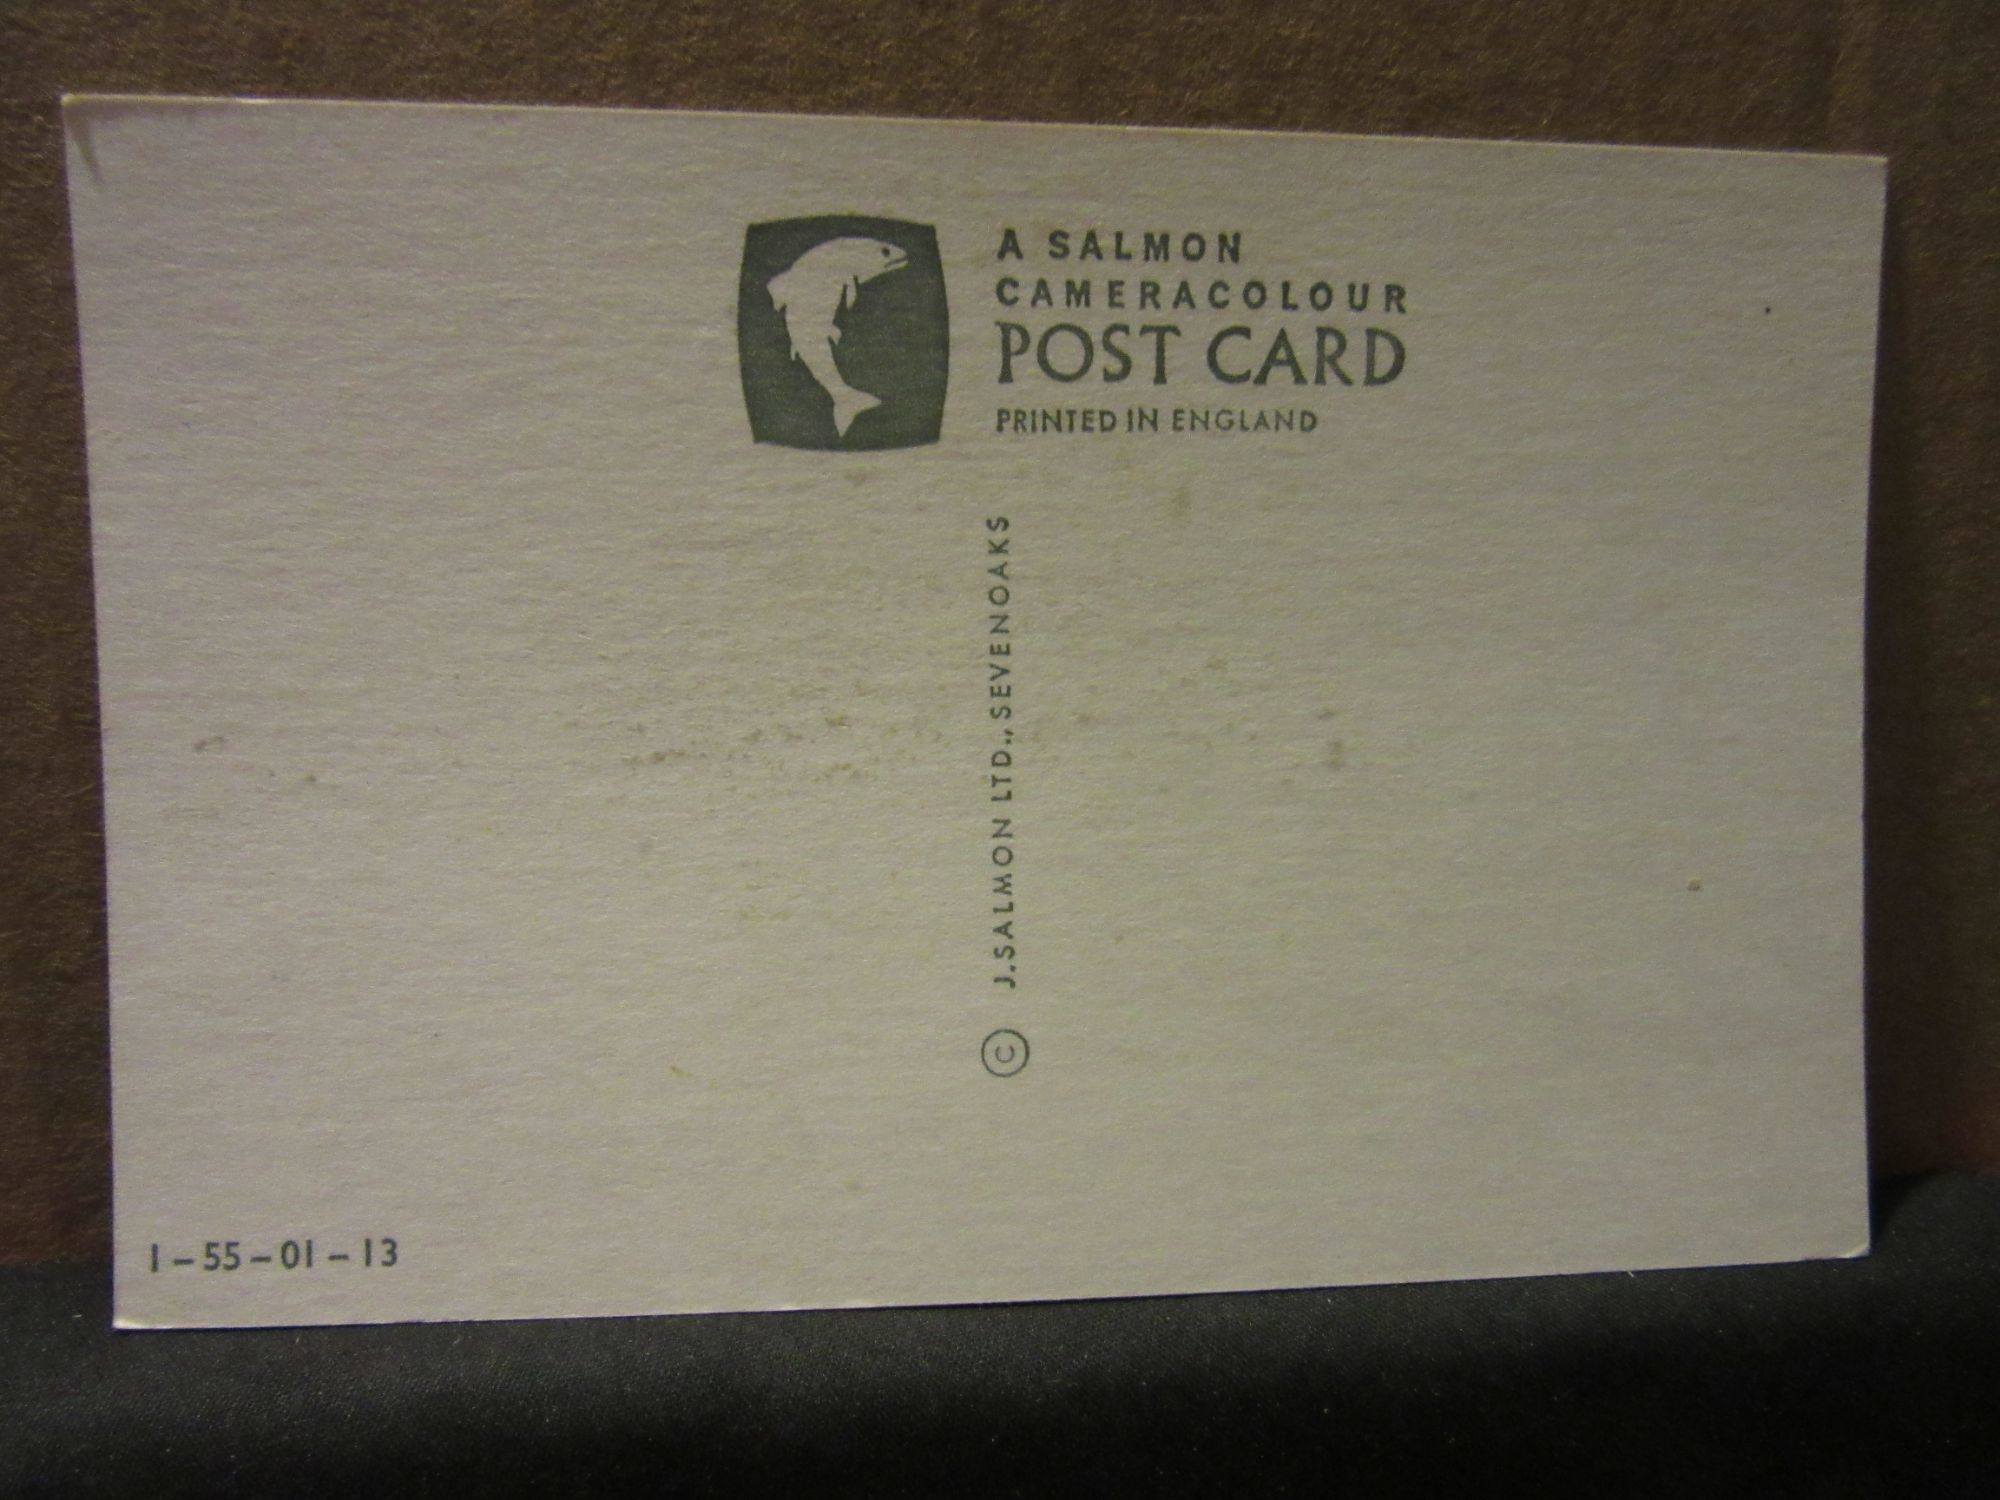 A SALMON
CAMERACOLOUR
POST CARD
PRINTED IN ENGLAND
© J. SALMON LTD., SEVENOAKS
1-55-01-13